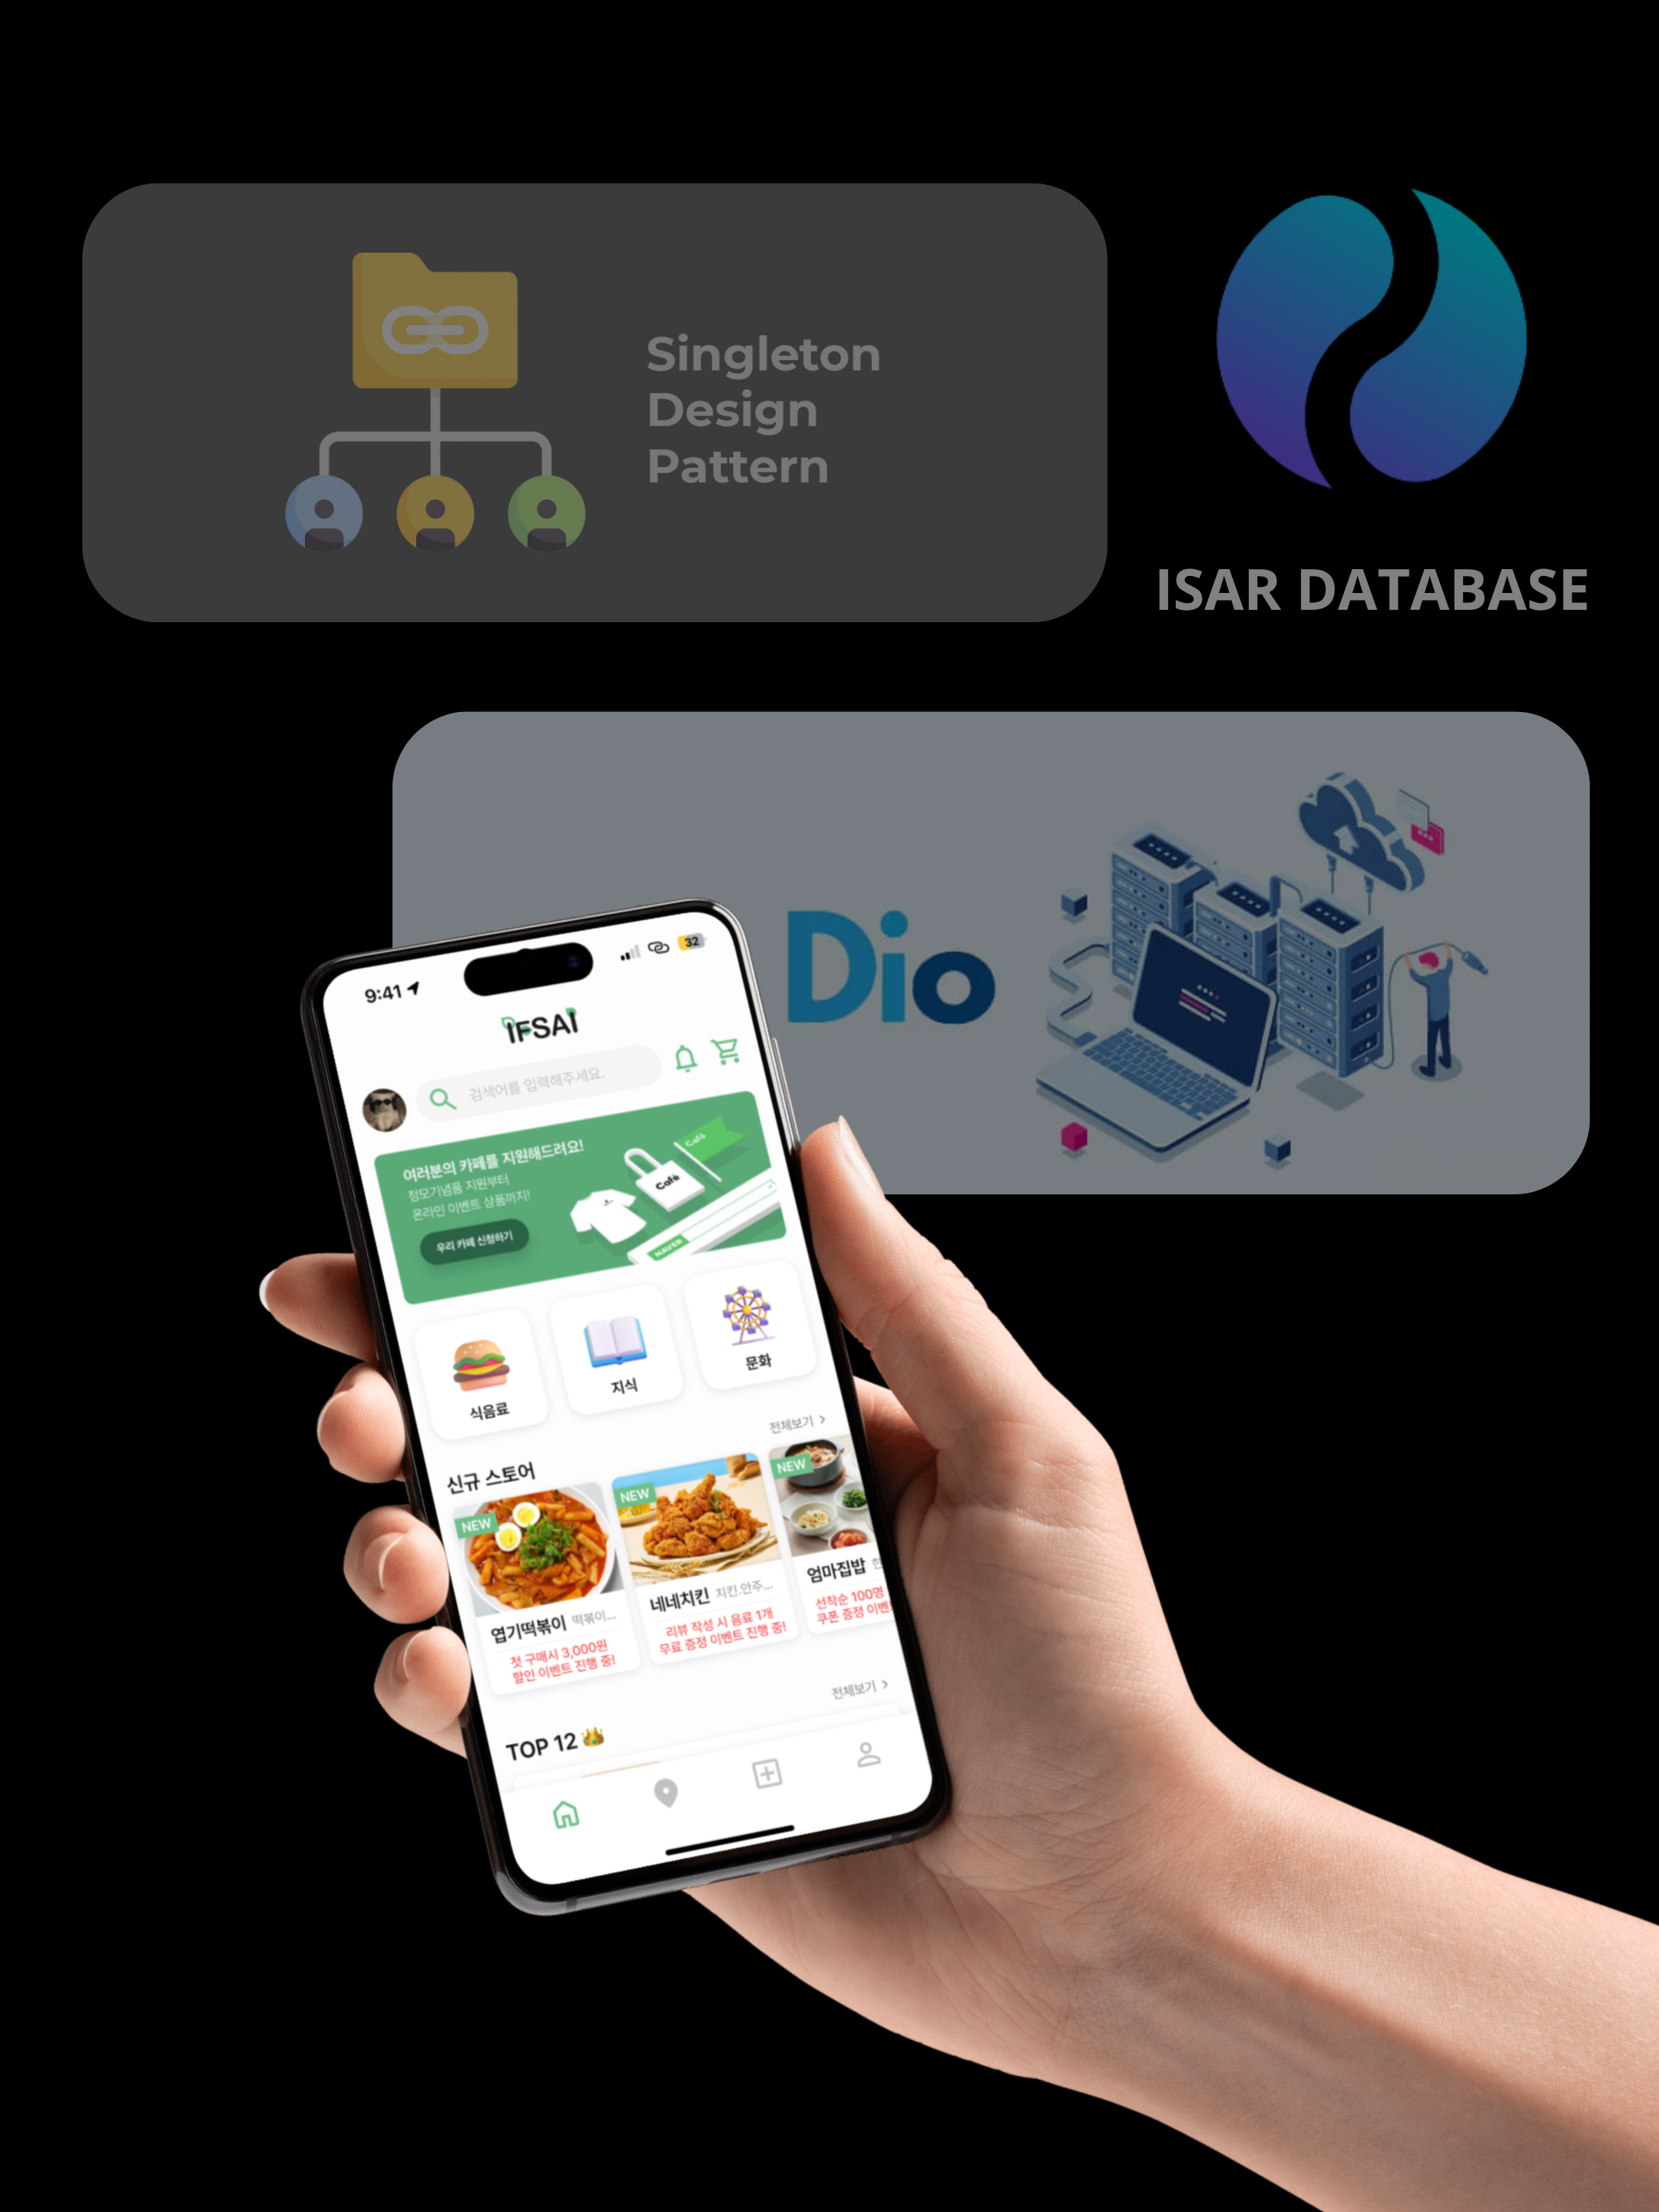 Singleton
Design
Pattern
ISAR DATABASE
Dio
9:41
32
IFSAI
검색어를 입력해주세요.
여러분의 카페를 지원해드려요!
정모기념품 지원부터
온라인 이벤트 상품까지!
우리 카페 신청하기
Café
Café
NAVER
식음료
지식
문화
전체보기
신규 스토어
NEW
NEW
NEW
엽기떡볶이 떡볶이...
첫 구매시 3,000원
할인 이벤트 진행 중!
네네치킨 치킨.안주...
리뷰 작성 시 음료 1개
무료 증정 이벤트 진행 중!
엄마집밥
선착순 100명
쿠폰 증정 이벤
전체보기
TOP 12